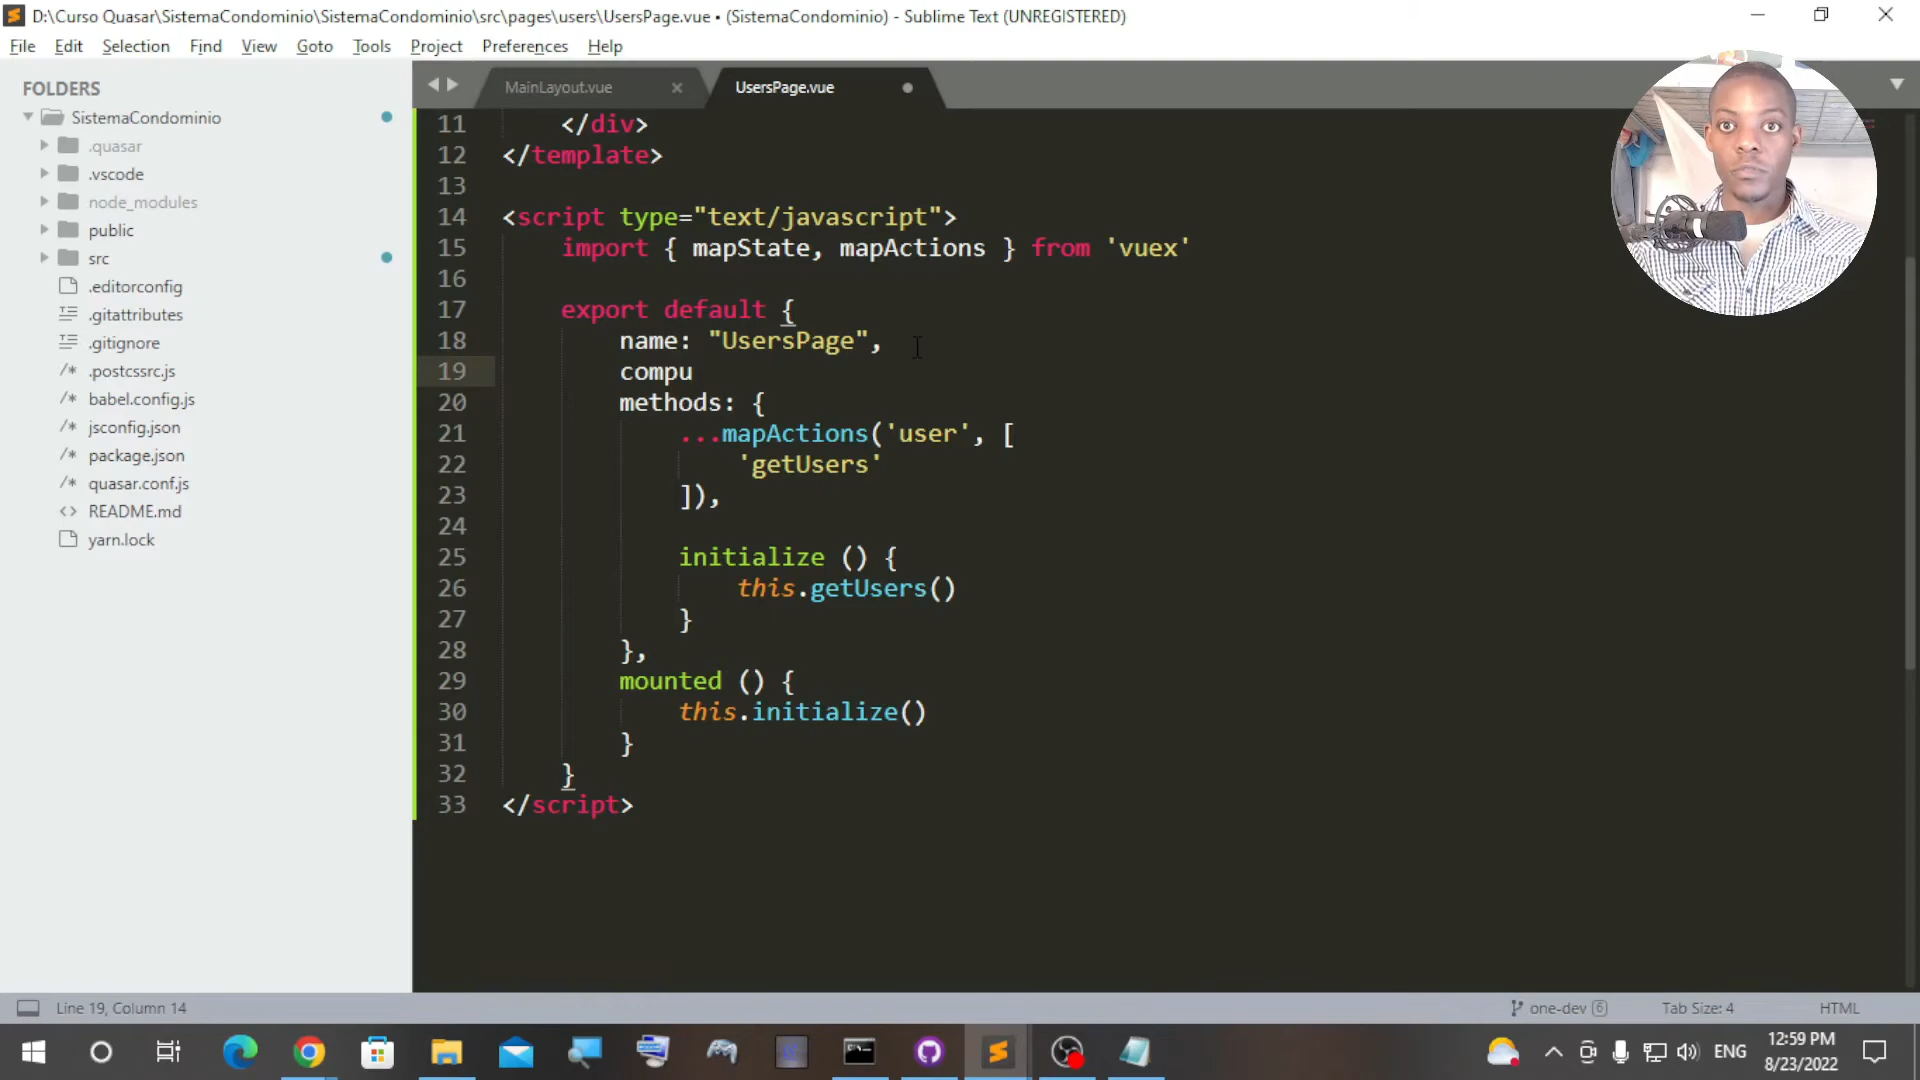 D:\Curso Quasar\SistemaCondominio\SistemaCondominio\src\pages\users\UsersPage.vue • (SistemaCondominio) - Sublime Text (UNREGISTERED)
File Edit Selection Find View Goto Tools Project Preferences Help
FOLDERS
SistemaCondominio
.quasar
.vscode
node_modules
public
src
.editorconfig
.gitattributes
.gitignore
/* .postcssrc.js
/* babel.config.js
/* jsconfig.json
/* package.json
/* quasar.conf.js
<> README.md
yarn.lock
MainLayout.vue × UsersPage.vue
11 </div>
12 </template>
13
14 <script type="text/javascript">
15 import { mapState, mapActions } from 'vuex'
16
17 export default {
18 name: "UsersPage",
19 compu
20 methods: {
21 ...mapActions('user', [
22 'getUsers'
23 ]),
24
25 initialize () {
26 this.getUsers()
27 }
28 },
29 mounted () {
30 this.initialize()
31 }
32 }
33 </script>
Line 19, Column 14 one-dev 6 Tab Size: 4 HTML
ENG
12:59 PM
8/23/2022